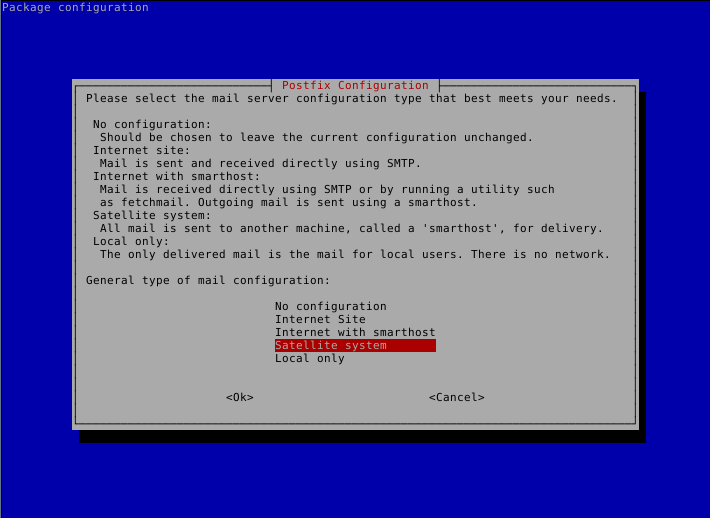 Package configuration
Postfix Configuration
Please select the mail server configuration type that best meets your needs.
No configuration:
Should be chosen to leave the current configuration unchanged.
Internet site:
Mail is sent and received directly using SMTP.
Internet with smarthost:
Mail is received directly using SMTP or by running a utility such
as fetchmail. Outgoing mail is sent using a smarthost.
Satellite system:
All mail is sent to another machine, called a 'smarthost', for delivery.
Local only:
The only delivered mail is the mail for local users. There is no network.
General type of mail configuration:
No configuration
Internet Site
Internet with smarthost
Satellite system
Local only
<Ok> <Cancel>